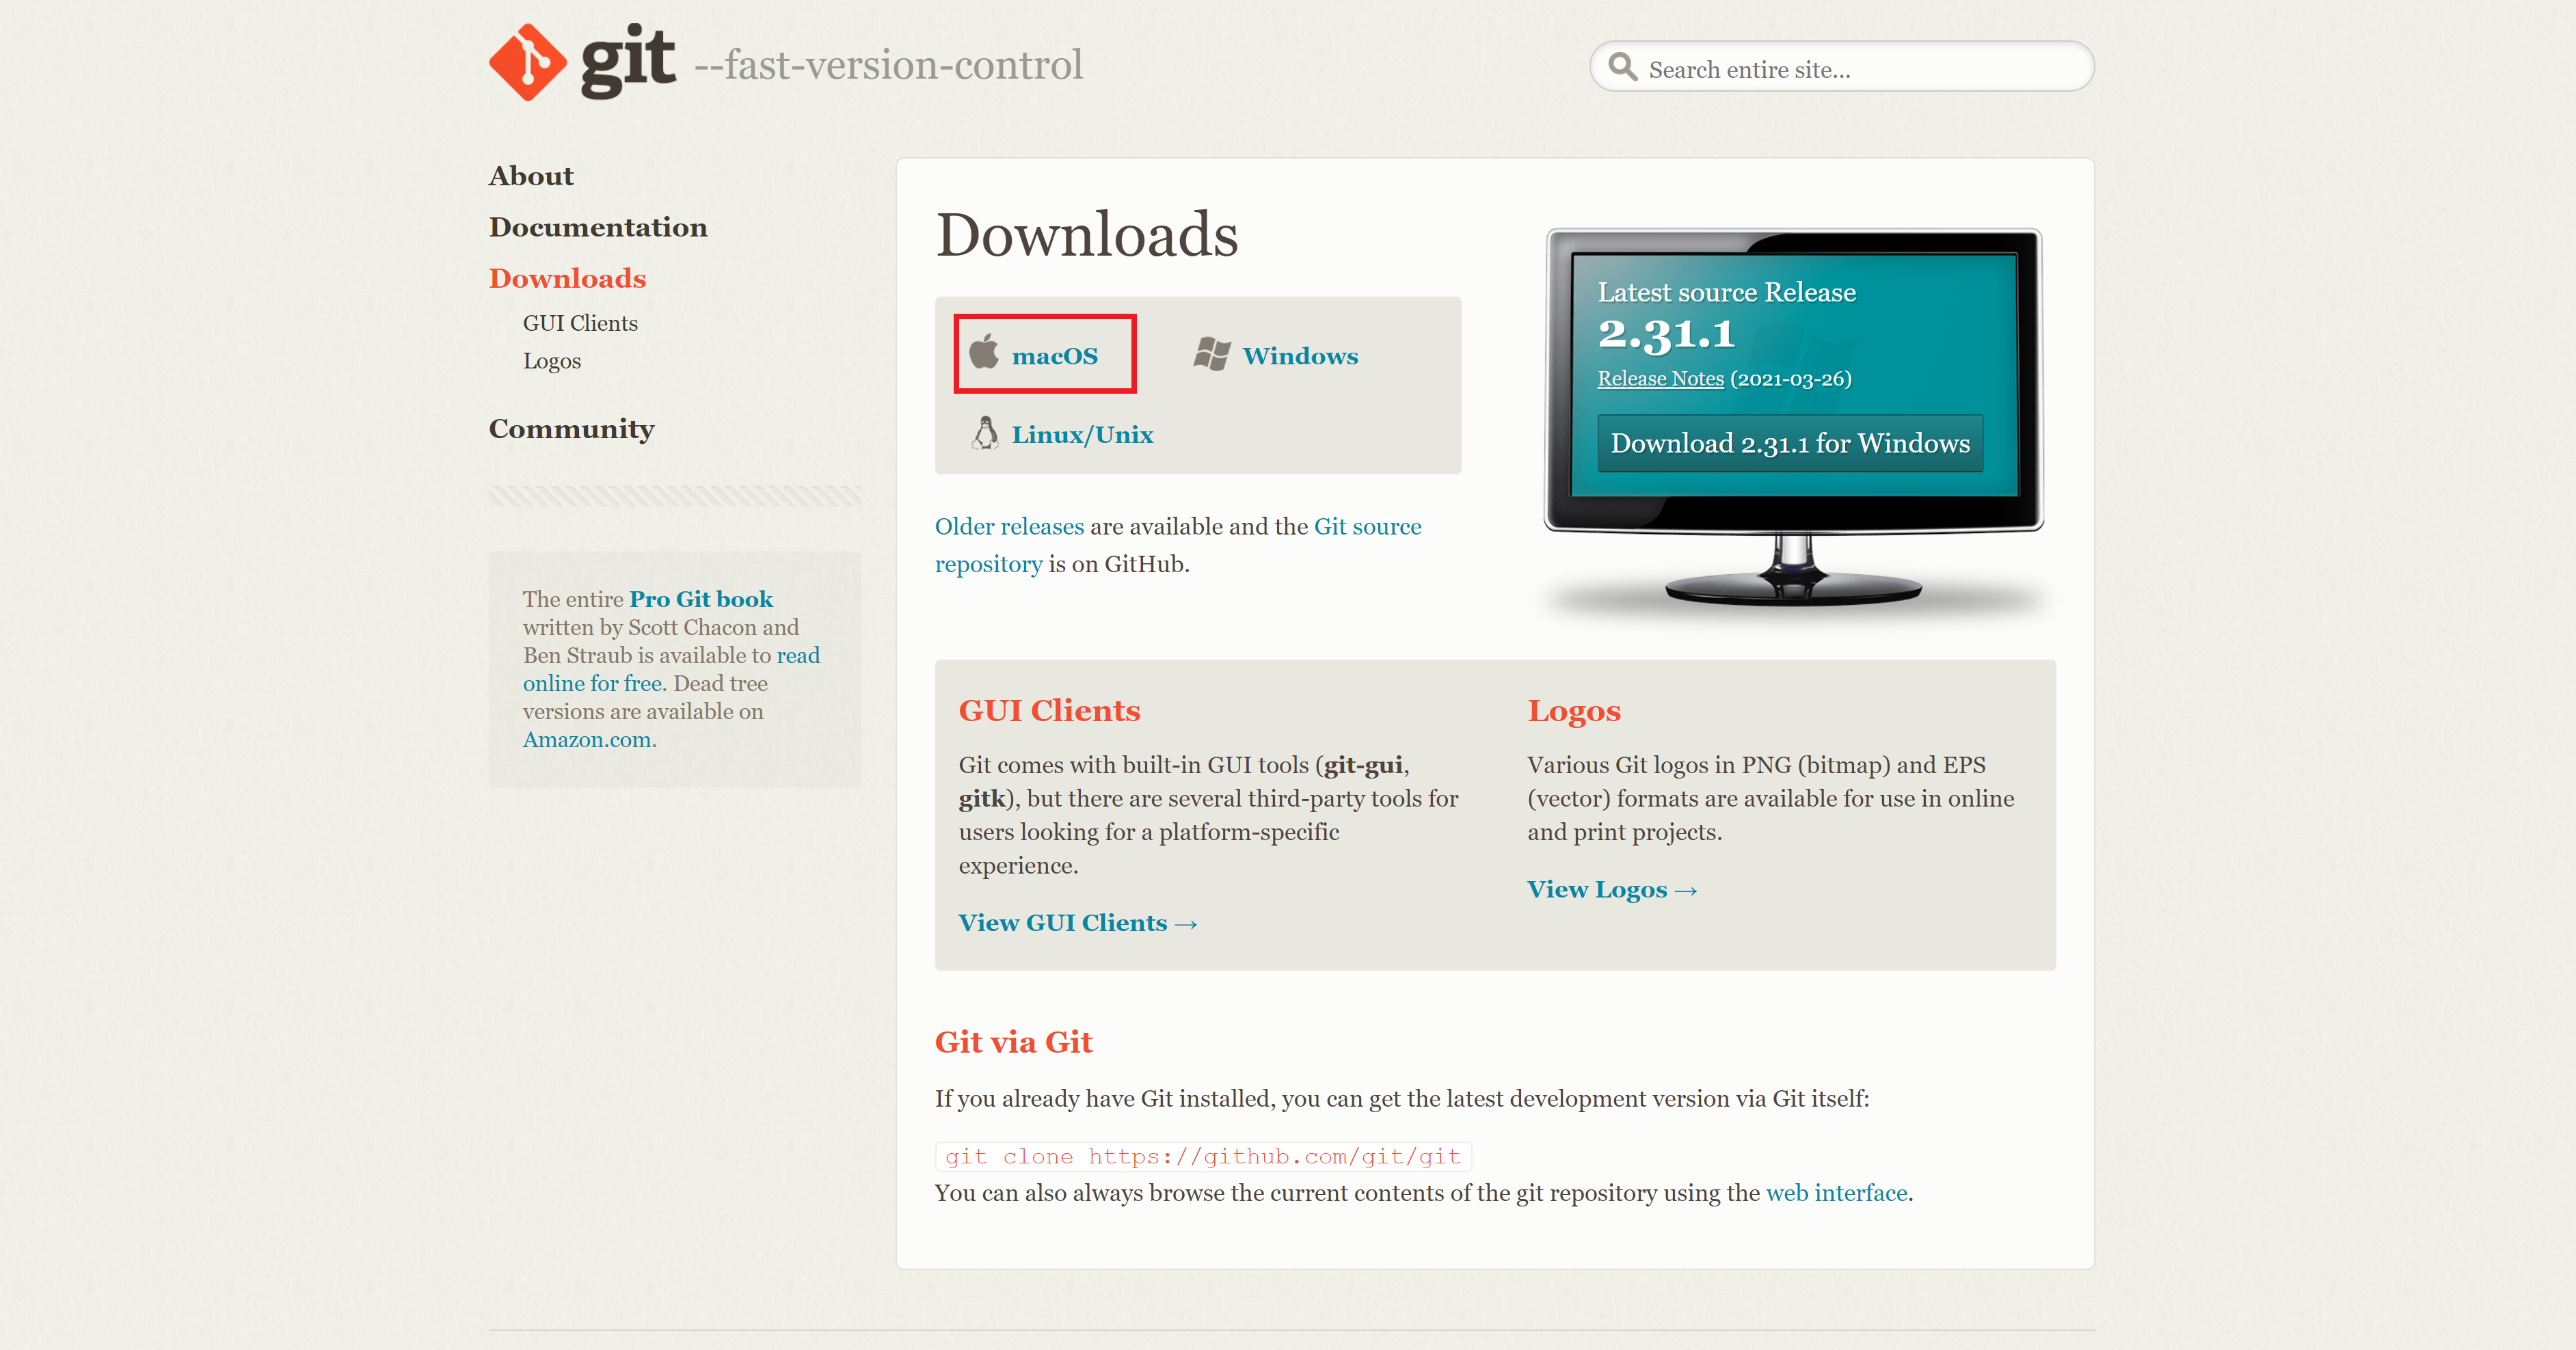 git --fast-version-control
Search entire site...
About
Documentation
Downloads
GUI Clients
Logos
Community
The entire Pro Git book
written by Scott Chacon and
Ben Straub is available to read
online for free. Dead tree
versions are available on
Amazon.com.
Downloads
macOS
Windows
Linux/Unix
Older releases are available and the Git source
repository is on GitHub.
Latest source Release
2.31.1
Release Notes (2021-03-26)
Download 2.31.1 for Windows
GUI Clients
Git comes with built-in GUI tools (git-gui,
gitk), but there are several third-party tools for
users looking for a platform-specific
experience.
View GUI Clients →
Logos
Various Git logos in PNG (bitmap) and EPS
(vector) formats are available for use in online
and print projects.
View Logos →
Git via Git
If you already have Git installed, you can get the latest development version via Git itself:
git clone https://github.com/git/git
You can also always browse the current contents of the git repository using the web interface.